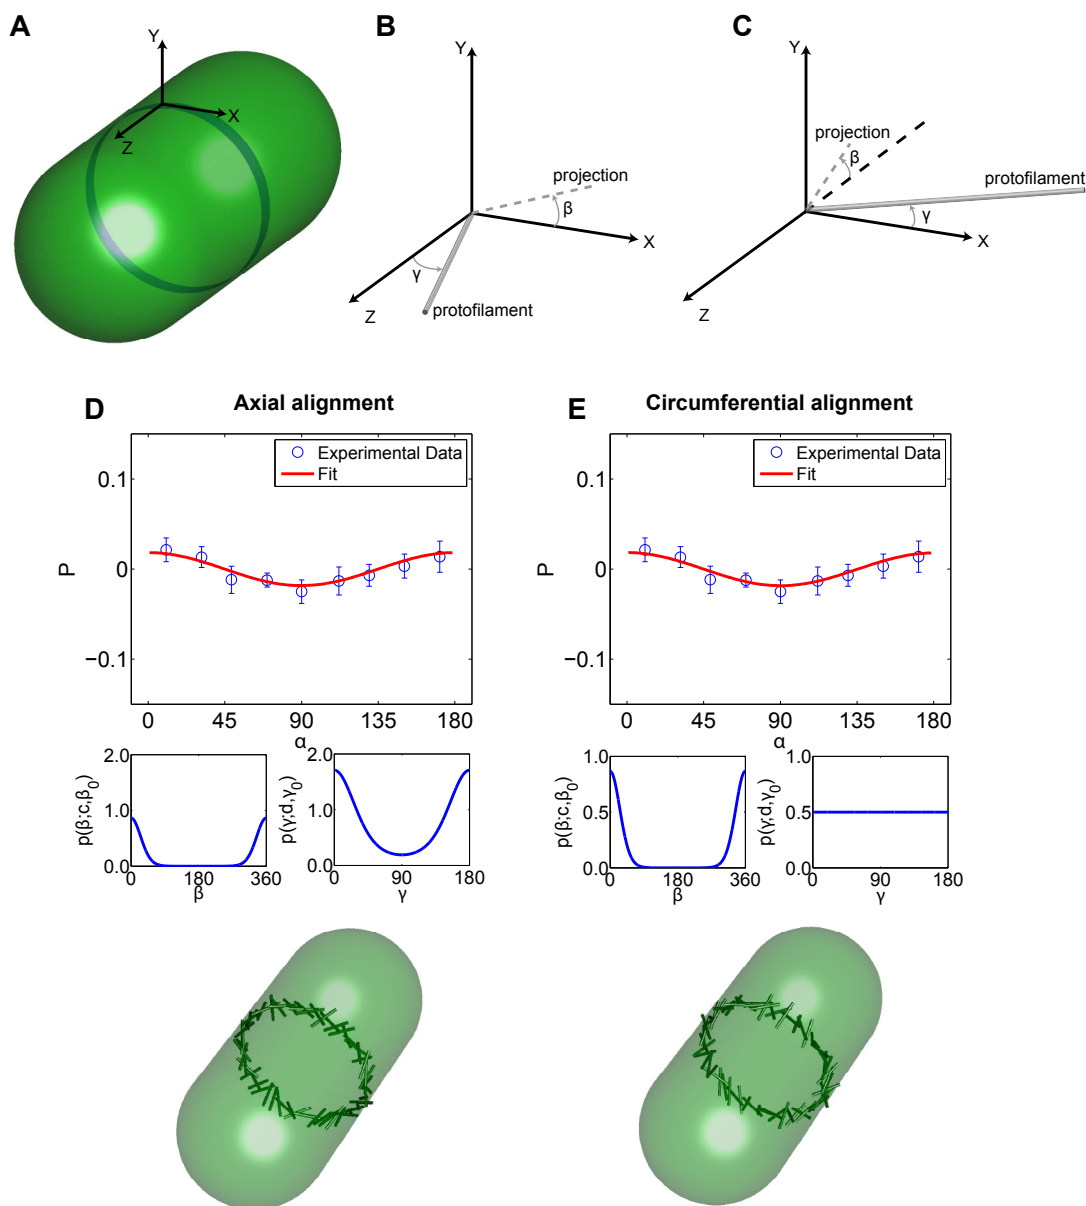 A
B
C
Y
X
Z
Y
projection
β
X
γ
Z
protofilament
Y
projection
β
protofilament
γ
X
Z
D
Axial alignment
E
Circumferential alignment
Experimental Data
Fit
0.1
0
−0.1
P
0 45 90 135 180
α
Experimental Data
Fit
0.1
0
−0.1
P
0 45 90 135 180
α
2.0
1.0
0.0
p(β;c,β0)
0 180 360
β
2.0
1.0
0.0
p(γ;d,γ0)
0 90 180
γ
1.0
0.5
0.0
p(β;c,β0)
0 180 360
β
1.0
0.5
0.0
p(γ;d,γ0)
0 90 180
γ